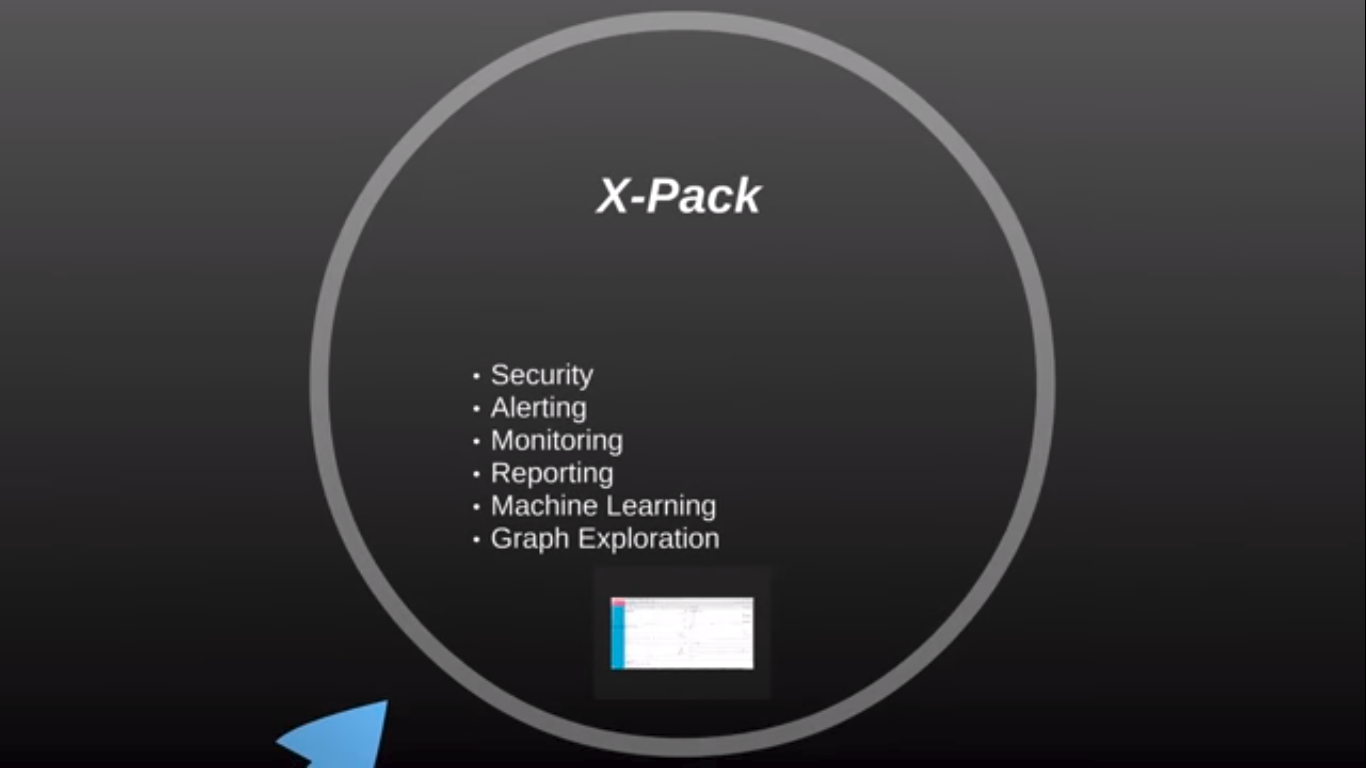 X-Pack
• Security
• Alerting
• Monitoring
• Reporting
• Machine Learning
• Graph Exploration